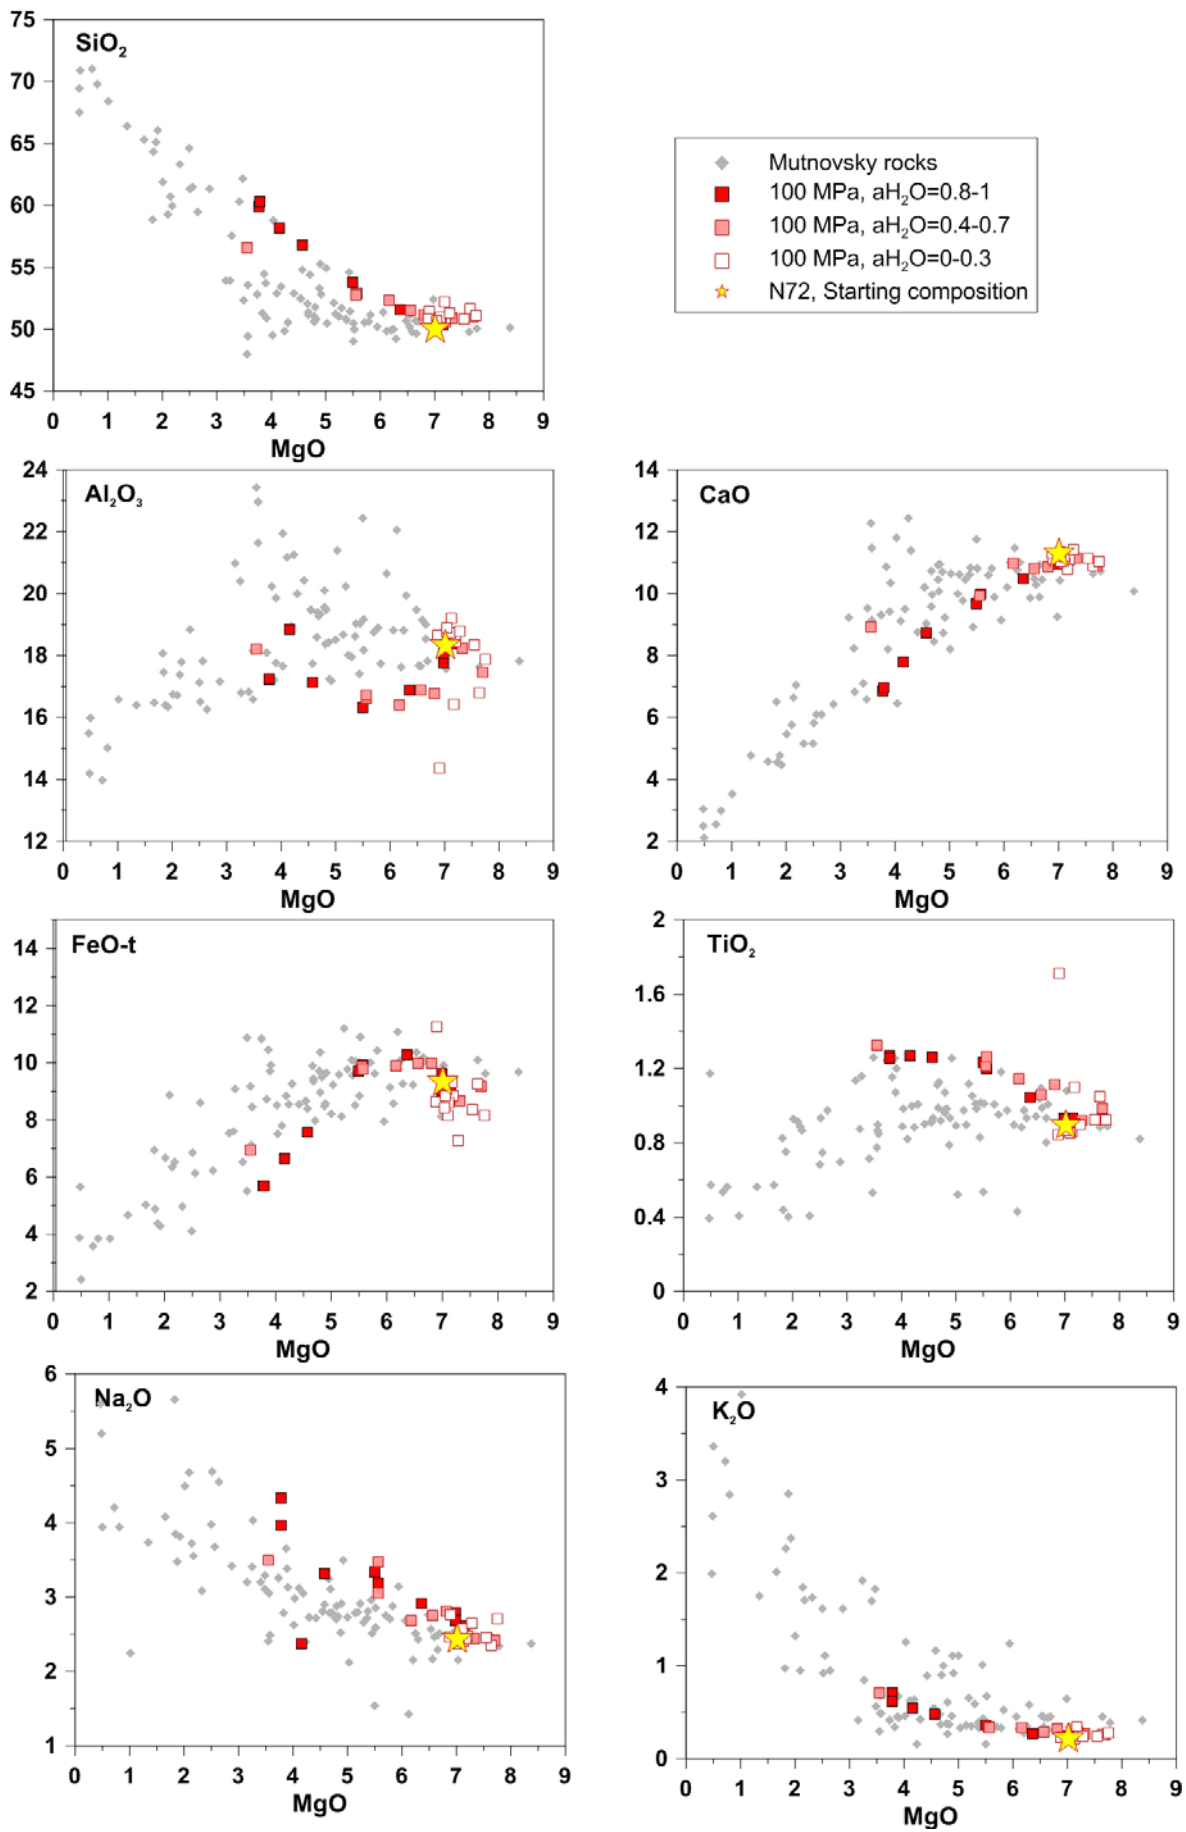 SiO₂
75
70
65
60
55
50
45
0 1 2 3 4 5 6 7 8 9
MgO
Mutnovsky rocks
100 MPa, aH₂O=0.8-1
100 MPa, aH₂O=0.4-0.7
100 MPa, aH₂O=0-0.3
N72, Starting composition
Al₂O₃
24
22
20
18
16
14
12
0 1 2 3 4 5 6 7 8 9
MgO
CaO
14
12
10
8
6
4
2
0 1 2 3 4 5 6 7 8 9
MgO
FeO-t
14
12
10
8
6
4
2
0 1 2 3 4 5 6 7 8 9
MgO
TiO₂
2
1.6
1.2
0.8
0.4
0
0 1 2 3 4 5 6 7 8 9
MgO
Na₂O
6
5
4
3
2
1
0 1 2 3 4 5 6 7 8 9
MgO
K₂O
4
3
2
1
0
0 1 2 3 4 5 6 7 8 9
MgO